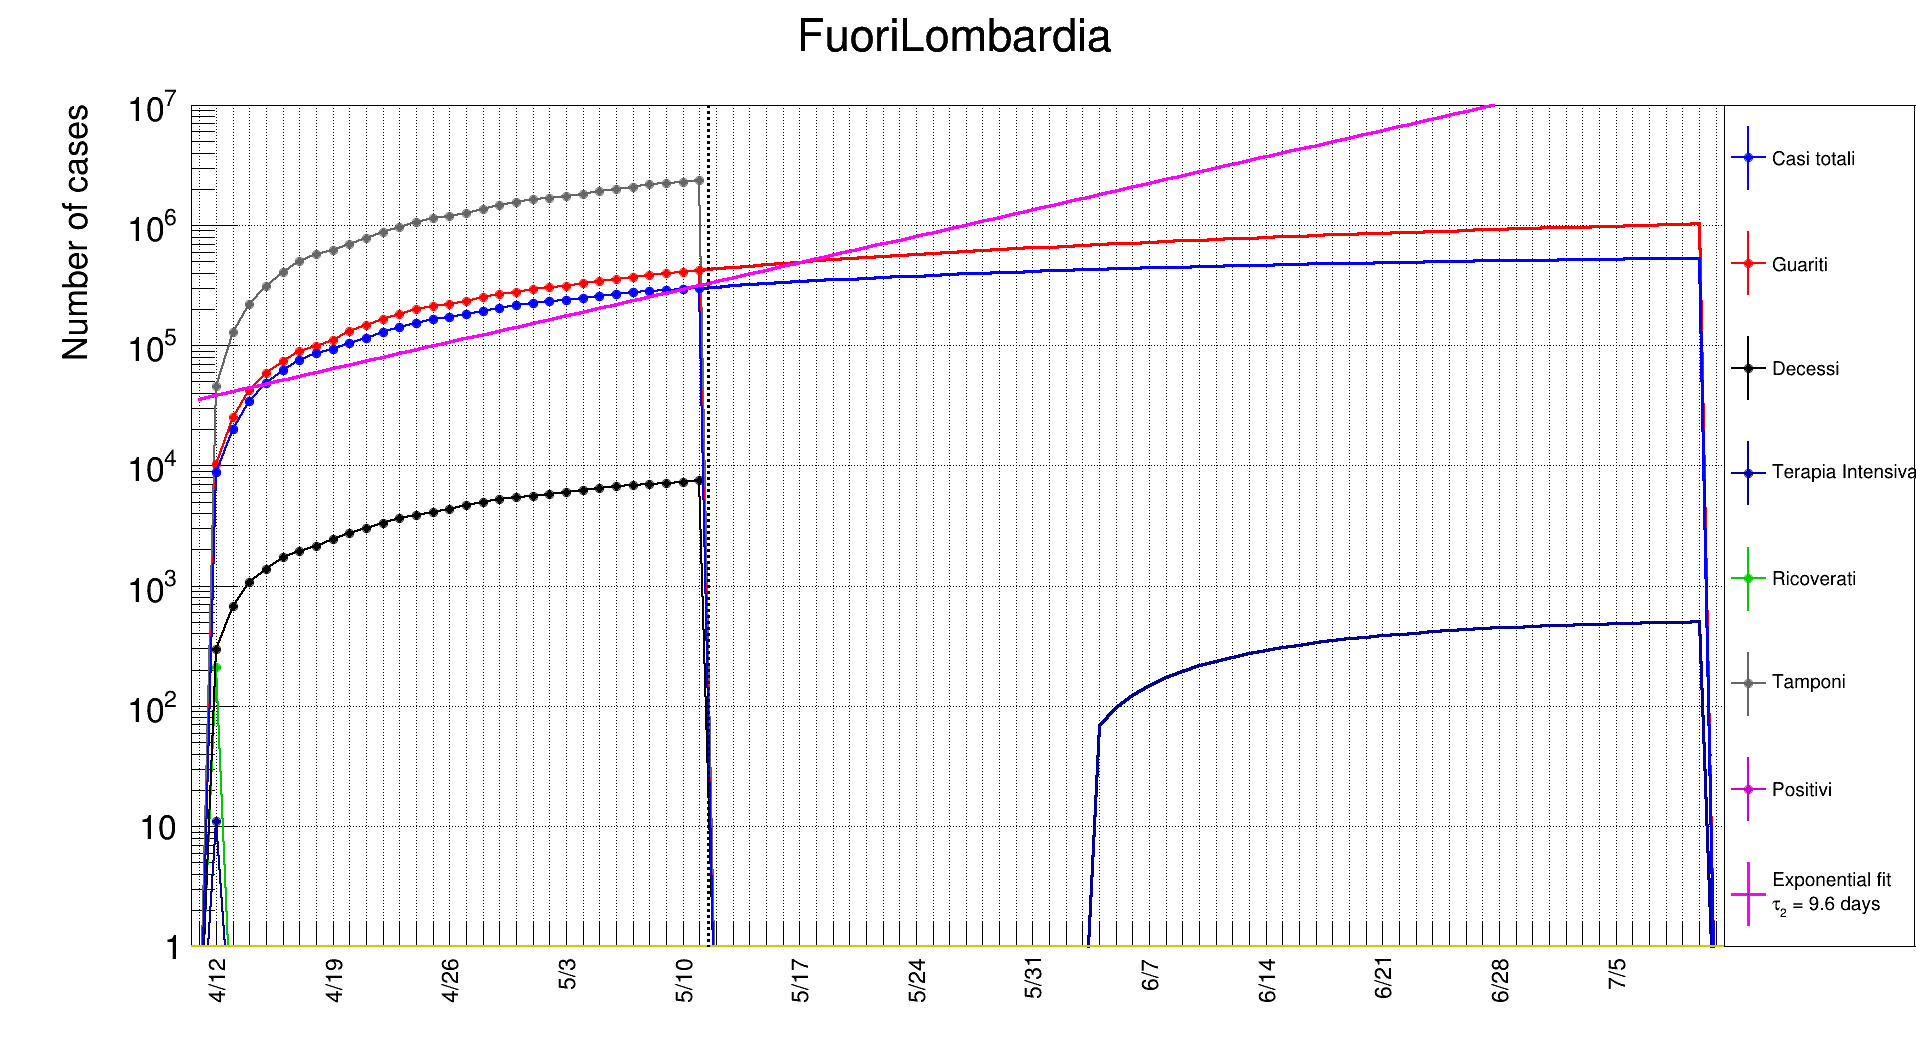 FuoriLombardia
Number of cases
10^7
10^6
10^5
10^4
10^3
10^2
10
1
4/12
4/19
4/26
5/3
5/10
5/17
5/24
5/31
6/7
6/14
6/21
6/28
7/5
Casi totali
Guariti
Decessi
Terapia Intensiva
Ricoverati
Tamponi
Positivi
Exponential fit
τ_2 = 9.6 days